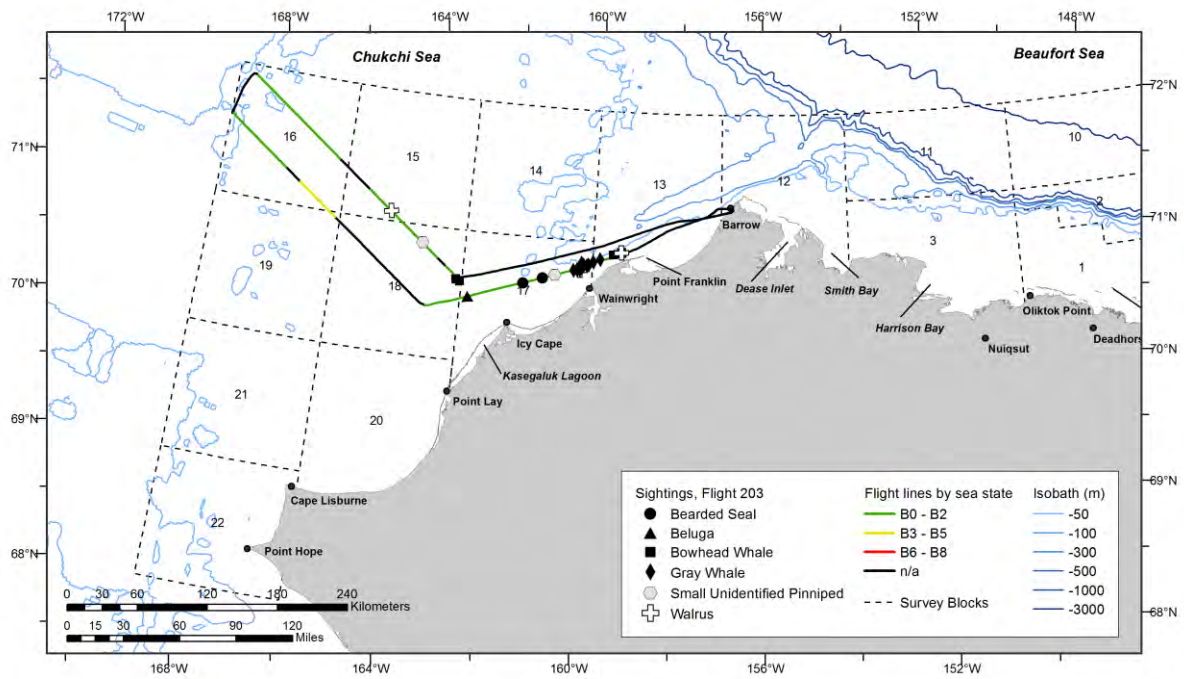 172°W 168°W 164°W 160°W 156°W 152°W 148°W
Chukchi Sea
Beaufort Sea
72°N
71°N
16
15
14
13
12
11
10
2
3
1
71°N
Barrow
Point Franklin
Dease Inlet
Smith Bay
Harrison Bay
Oliktok Point
Deadhors
Nuiqsut
70°N
19
18
17
Wainwright
Icy Cape
Kasegaluk Lagoon
Point Lay
70°N
69°N
21
20
Cape Lisburne
22
Point Hope
68°N
69°N
68°N
0 30 60 120 180 240
Kilometers
0 15 30 60 90 120
Miles
Sightings, Flight 203
Bearded Seal
Beluga
Bowhead Whale
Gray Whale
Small Unidentified Pinniped
Walrus
Flight lines by sea state
B0 - B2
B3 - B5
B6 - B8
n/a
Survey Blocks
Isobath (m)
-50
-100
-300
-500
-1000
-3000
168°W 164°W 160°W 156°W 152°W